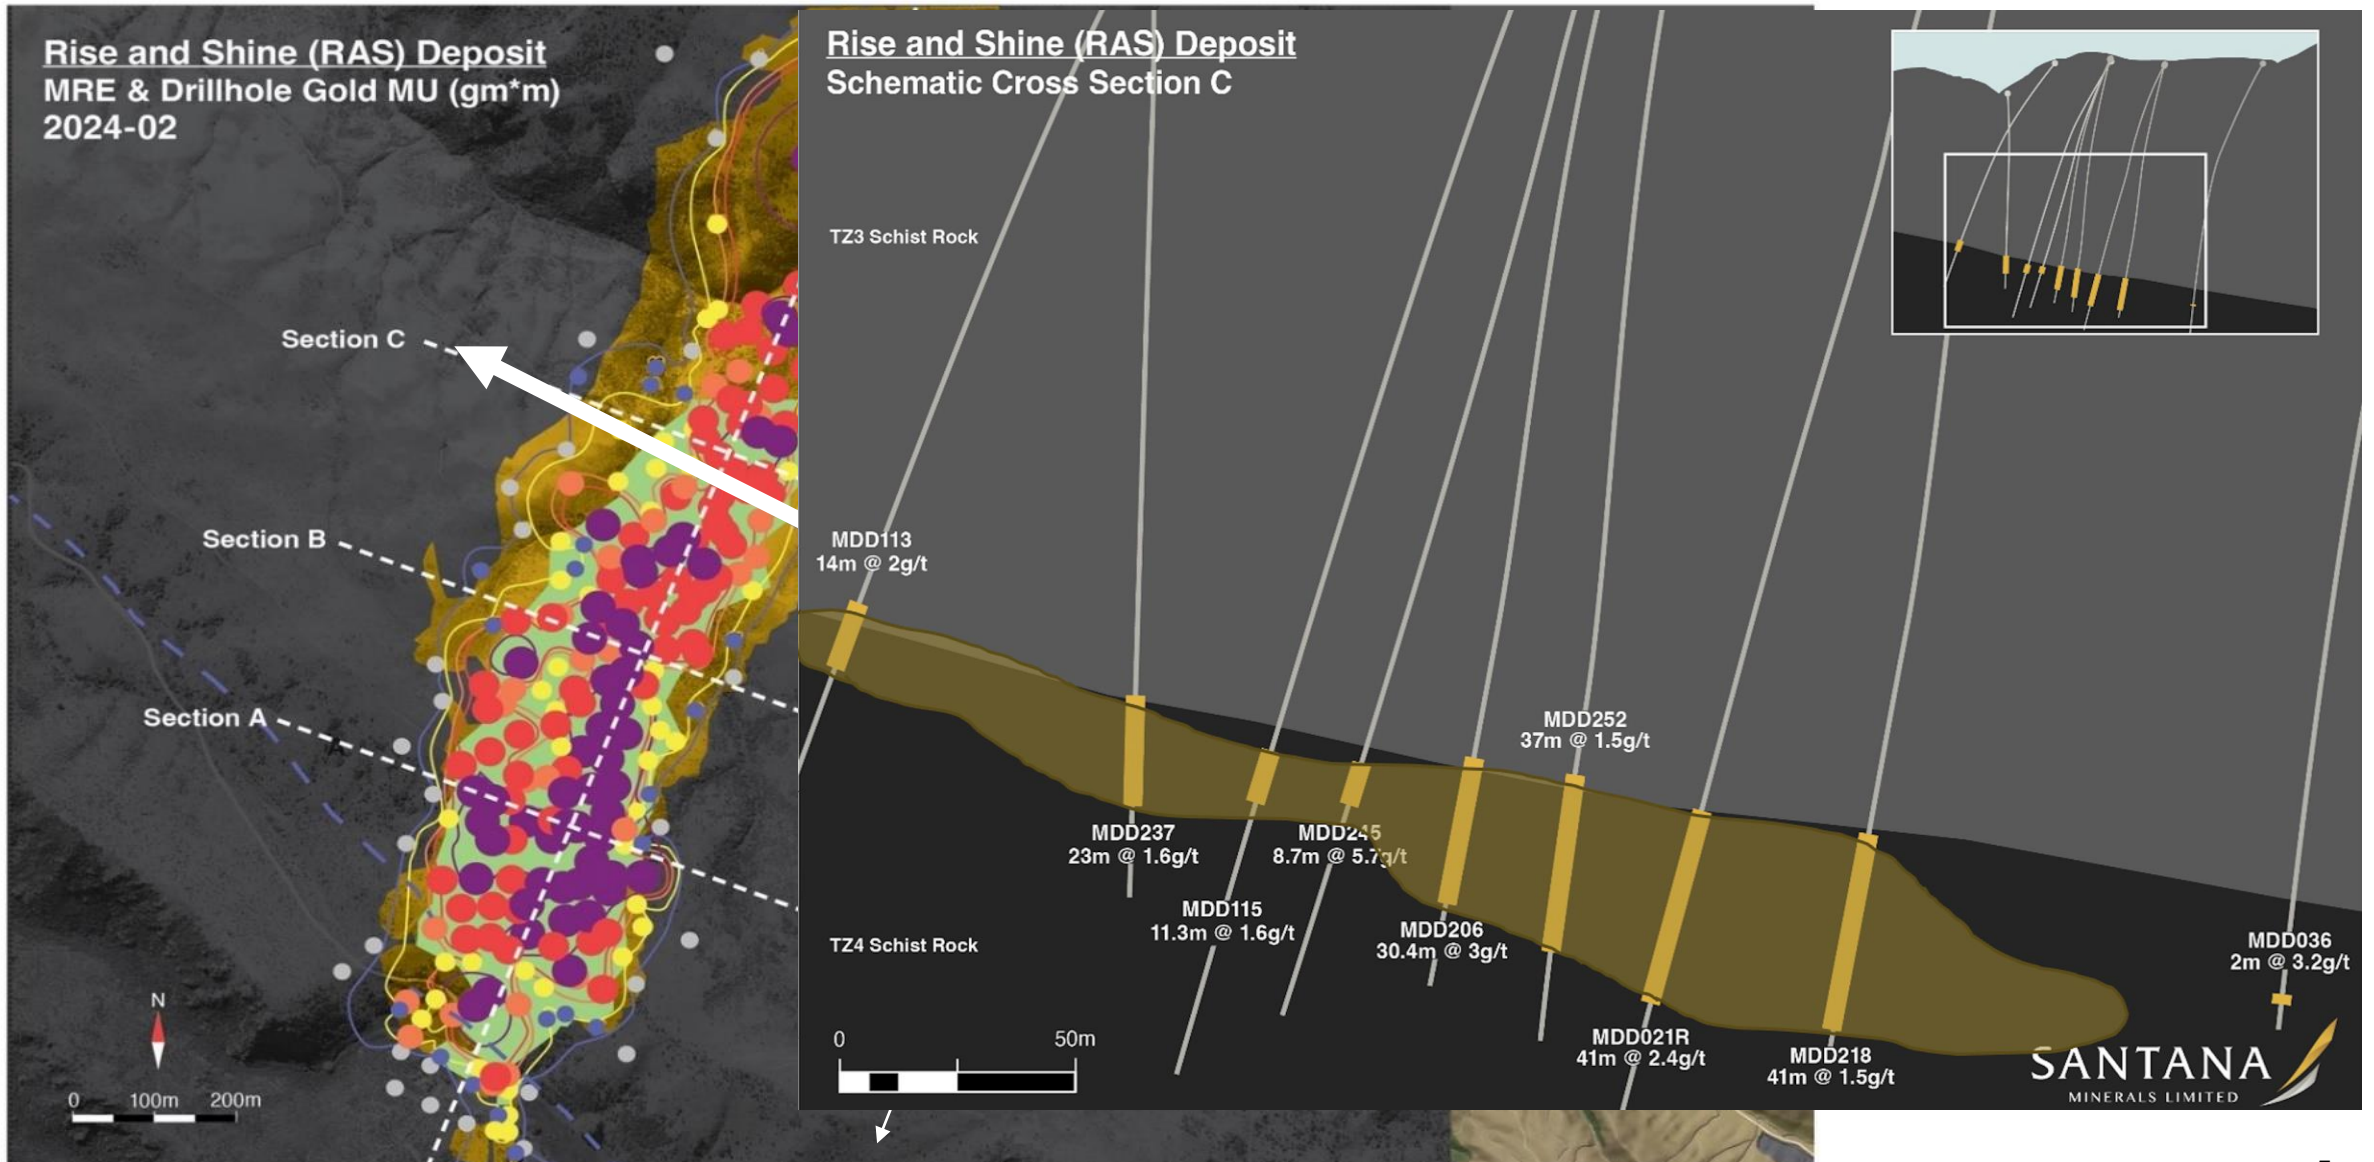 Rise and Shine (RAS) Deposit
MRE & Drillhole Gold MU (gm*m)
2024-02
Section C
Section B
Section A
A
N
0 100m 200m
Rise and Shine (RAS) Deposit
Schematic Cross Section C
TZ3 Schist Rock
MDD113
14m @ 2g/t
MDD252
37m @ 1.5g/t
MDD237
23m @ 1.6g/t
MDD245
8.7m @ 5.7g/t
MDD115
11.3m @ 1.6g/t
MDD206
30.4m @ 3g/t
TZ4 Schist Rock
MDD036
2m @ 3.2g/t
MDD021R
41m @ 2.4g/t
MDD218
41m @ 1.5g/t
0 50m
SANTANA
MINERALS LIMITED